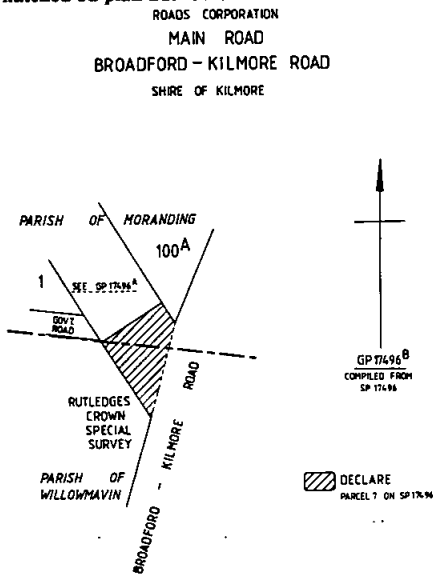 ROADS CORPORATION
MAIN ROAD
BROADFORD - KILMORE ROAD
SHIRE OF KILMORE
PARISH OF MORANDING
100A
1
SEE SP 17496A
GOVT
ROAD
RUTLEDGES
CROWN
SPECIAL
SURVEY
PARISH OF
WILLOWMAVIN
BROADFORD - KILMORE ROAD
GP 17496B
COMPILED FROM
SP 17496
DECLARE
PARCEL 7 ON SP 17496